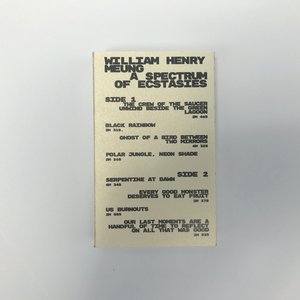 WILLIAM HENRY
MEUNG
A SPECTRUM
OF ECSTASIES
SIDE 1
THE CREW OF THE SAUCER
UNWIND BESIDE THE GREEN
LAGOON
BLACK RAINBOW
GHOST OF A BIRD BETWEEN
TWO MIRRORS
POLAR JUNGLE, NEON SHADE
SIDE 2
SERPENTINE AT DAWN
EVERY GOOD MONSTER
DESERVES TO EAT FRUIT
US BURNOUTS
OUR LAST MOMENTS ARE A
HANDFUL OF TIME TO REFLECT
ON ALL THAT WAS GOOD